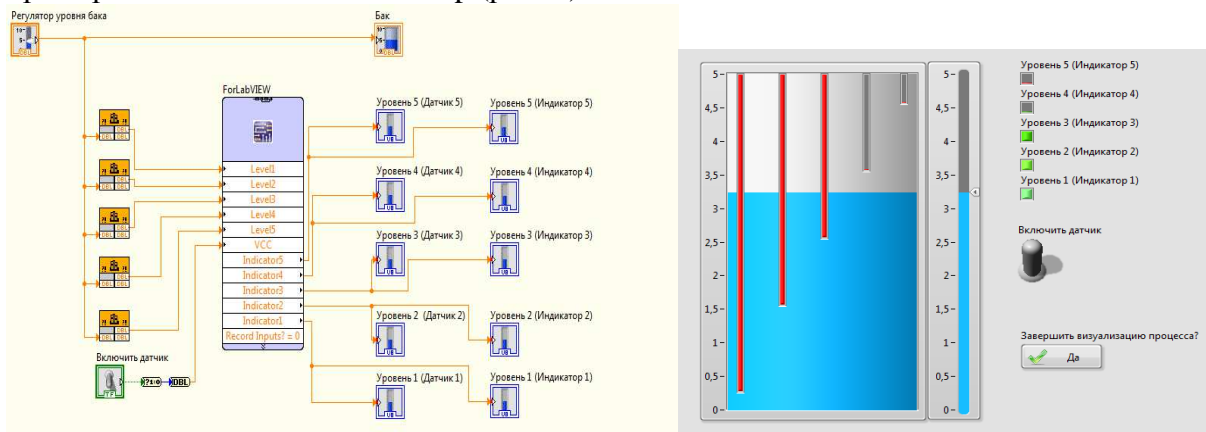 Регулятор уровня бака
Бак
ForLabVIEW
Level1
Level2
Level3
Level4
Level5
VCC
Indicator5
Indicator4
Indicator3
Indicator2
Indicator1
Record Inputs? = 0
Включить датчик
TF
?1:0
DBL
Уровень 5 (Датчик 5)
Уровень 5 (Индикатор 5)
Уровень 4 (Датчик 4)
Уровень 4 (Индикатор 4)
Уровень 3 (Датчик 3)
Уровень 3 (Индикатор 3)
Уровень 2 (Датчик 2)
Уровень 2 (Индикатор 2)
Уровень 1 (Датчик 1)
Уровень 1 (Индикатор 1)
5
4,5
4
3,5
3
2,5
2
1,5
1
0,5
0
5
4,5
4
3,5
3
2,5
2
1,5
1
0,5
0
Уровень 5 (Индикатор 5)
Уровень 4 (Индикатор 4)
Уровень 3 (Индикатор 3)
Уровень 2 (Индикатор 2)
Уровень 1 (Индикатор 1)
Включить датчик
Завершить визуализацию процесса?
Да